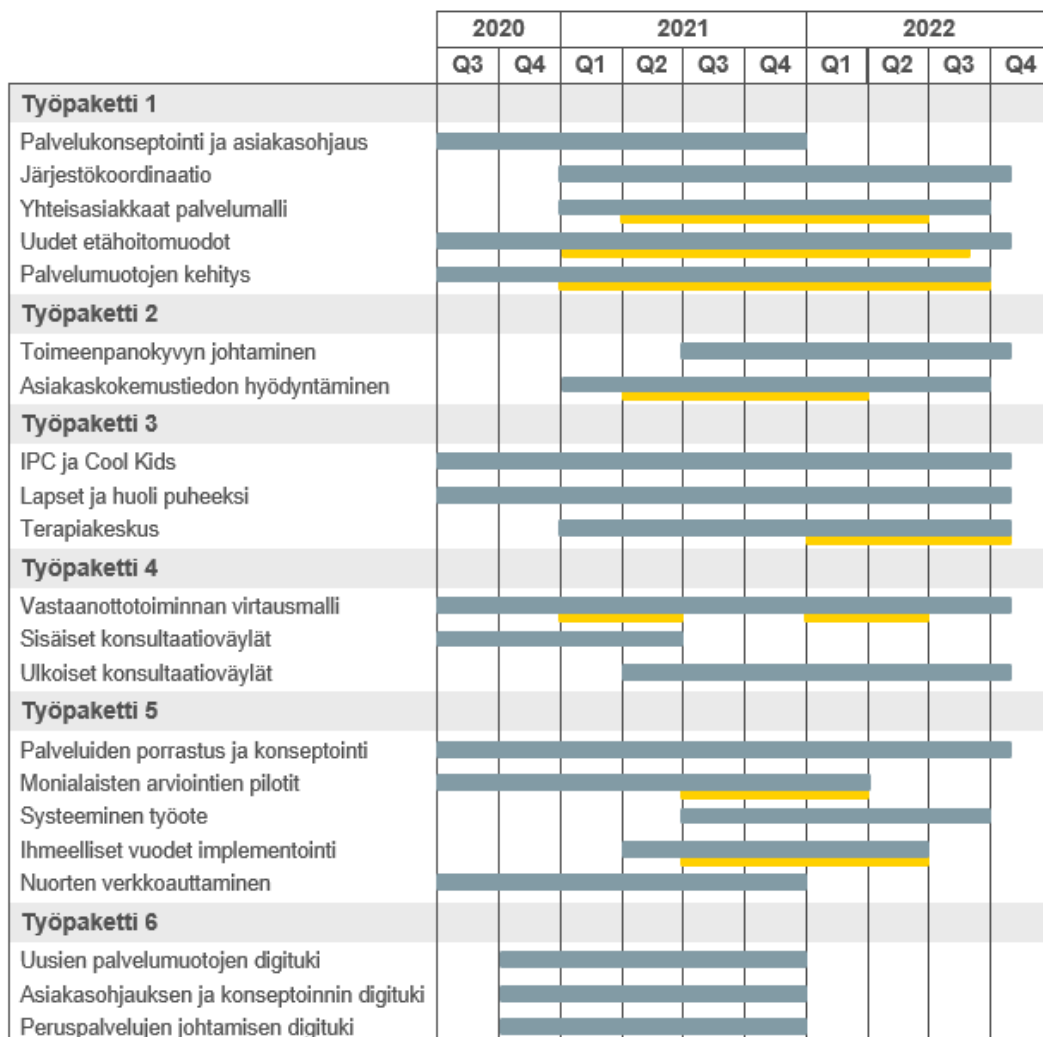 2020 2021 2022
Q3 Q4 Q1 Q2 Q3 Q4 Q1 Q2 Q3 Q4
Työpaketti 1
Palvelukonseptointi ja asiakasohjaus
Järjestökoordinaatio
Yhteisasiakkaat palvelumalli
Uudet etähoitomuodot
Palvelumuotojen kehitys
Työpaketti 2
Toimeenpanokyvyn johtaminen
Asiakaskokemustiedon hyödyntäminen
Työpaketti 3
IPC ja Cool Kids
Lapset ja huoli puheeksi
Terapiakeskus
Työpaketti 4
Vastaanottotoiminnan virtausmalli
Sisäiset konsultaatioväylät
Ulkoiset konsultaatioväylät
Työpaketti 5
Palveluiden porrastus ja konseptointi
Monialaisten arviointien pilotit
Systeeminen työote
Ihmeelliset vuodet implementointi
Nuorten verkkoauttaminen
Työpaketti 6
Uusien palvelumuotojen digituki
Asiakasohjauksen ja konseptoinnin digituki
Peruspalvelujen johtamisen digituki